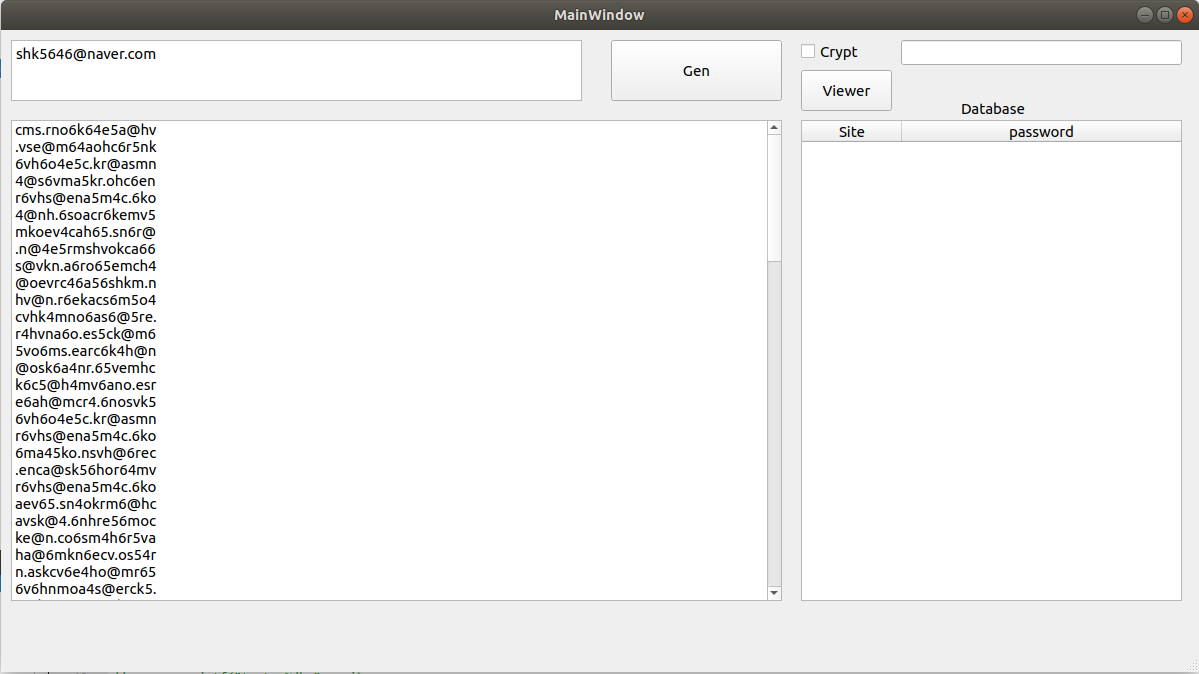 MainWindow
shk5646@naver.com
Gen
Crypt
Viewer
Database
Site password
cms.rno6k64e5a@hv
.vse@m64aohc6r5nk
6vh6o4e5c.kr@asmn
4@s6vma5kr.ohc6en
r6vhs@ena5m4c.6ko
4@nh.6soacr6kemv5
mkoev4cah65.sn6r@
.n@4e5rmshvokca66
s@vkn.a6ro65emch4
@oevrc46a56shkm.n
hv@n.r6ekacs6m5o4
cvhk4mno6as6@5re.
r4hvna6o.es5ck@m6
5vo6ms.earc6k4h@n
@osk6a4nr.65vemhc
k6c5@h4mv6ano.esr
e6ah@mcr4.6nosvk5
6vh6o4e5c.kr@asmn
r6vhs@ena5m4c.6ko
6ma45ko.nsvh@6rec
.enca@sk56hor64mv
r6vhs@ena5m4c.6ko
aev65.sn4okrm6@hc
avsk@4.6nhre56moc
ke@n.co6sm4h6r5va
ha@6mkn6ecv.os54r
n.askcv6e4ho@mr65
6v6hnmoa4s@erck5.